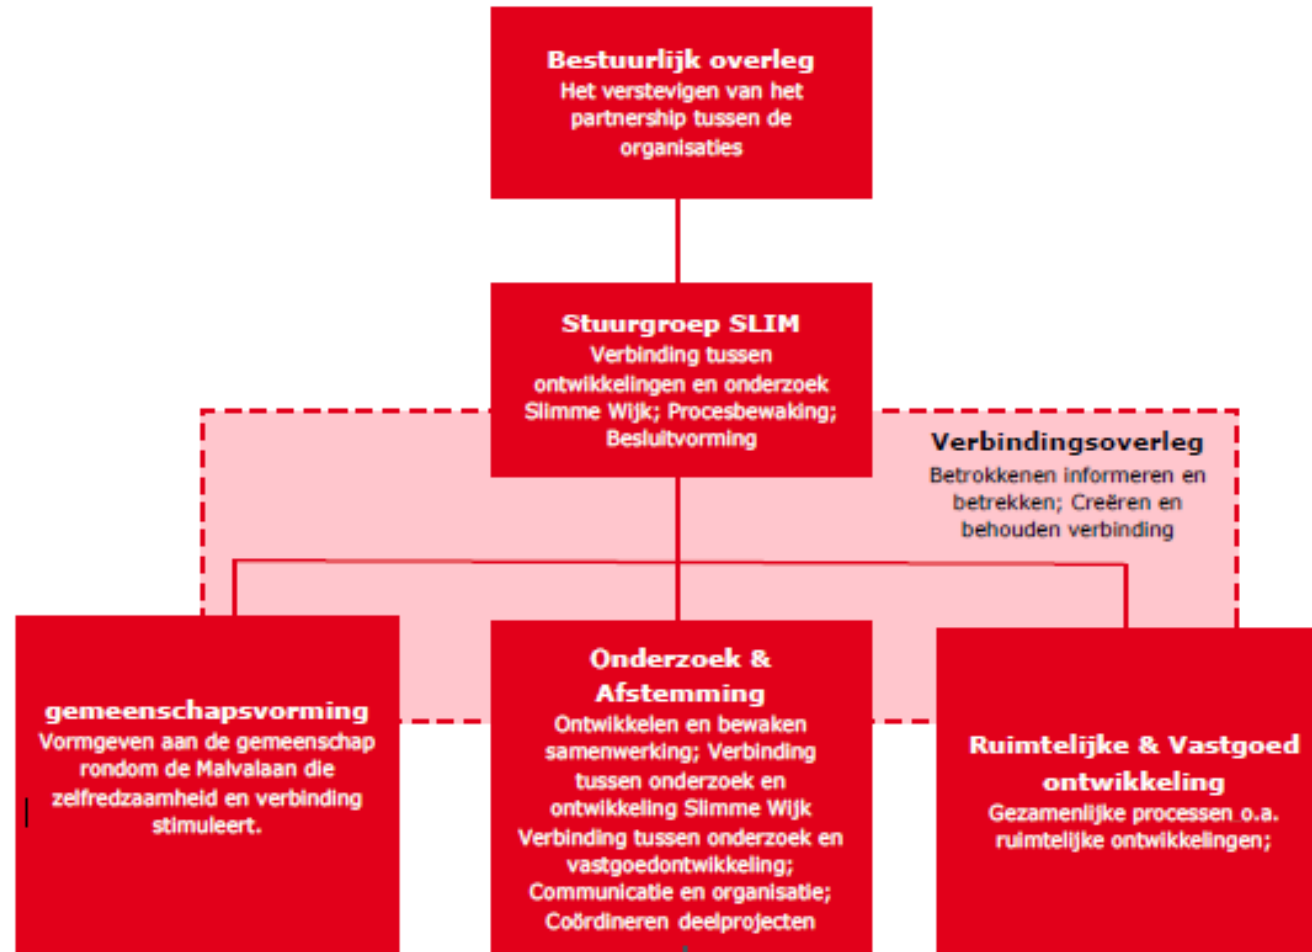 Bestuurlijk overleg
Het verstevigen van het
partnership tussen de
organisaties
Stuurgroep SLIM
Verbinding tussen
ontwikkelingen en onderzoek
Slimme Wijk; Procesbewaking;
Besluitvorming
Verbindingsoverleg
Betrokkenen informeren en
betrekken; Creëren en
behouden verbinding
gemeenschapsvorming
Vormgeven aan de gemeenschap
rondom de Malvalaan die
zelfredzaamheid en verbinding
stimuleert.
Onderzoek &
Afstemming
Ontwikkelen en bewaken
samenwerking; Verbinding
tussen onderzoek en
ontwikkeling Slimme Wijk
Verbinding tussen onderzoek en
vastgoedontwikkeling;
Communicatie en organisatie;
Coördineren deelprojecten
Ruimtelijke & Vastgoed
ontwikkeling
Gezamenlijke processen o.a.
ruimtelijke ontwikkelingen;